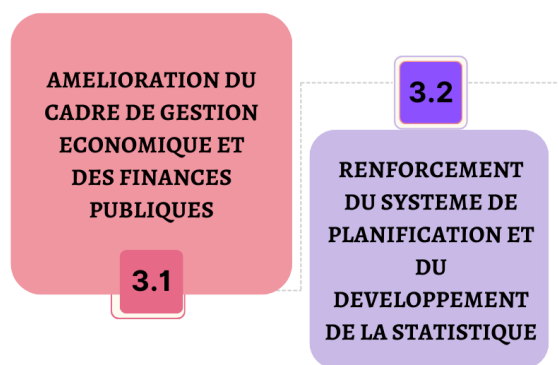 AMELIORATION DU
CADRE DE GESTION
ECONOMIQUE ET
DES FINANCES
PUBLIQUES
3.1
3.2
RENFORCEMENT
DU SYSTEME DE
PLANIFICATION ET
DU
DEVELOPPEMENT
DE LA STATISTIQUE